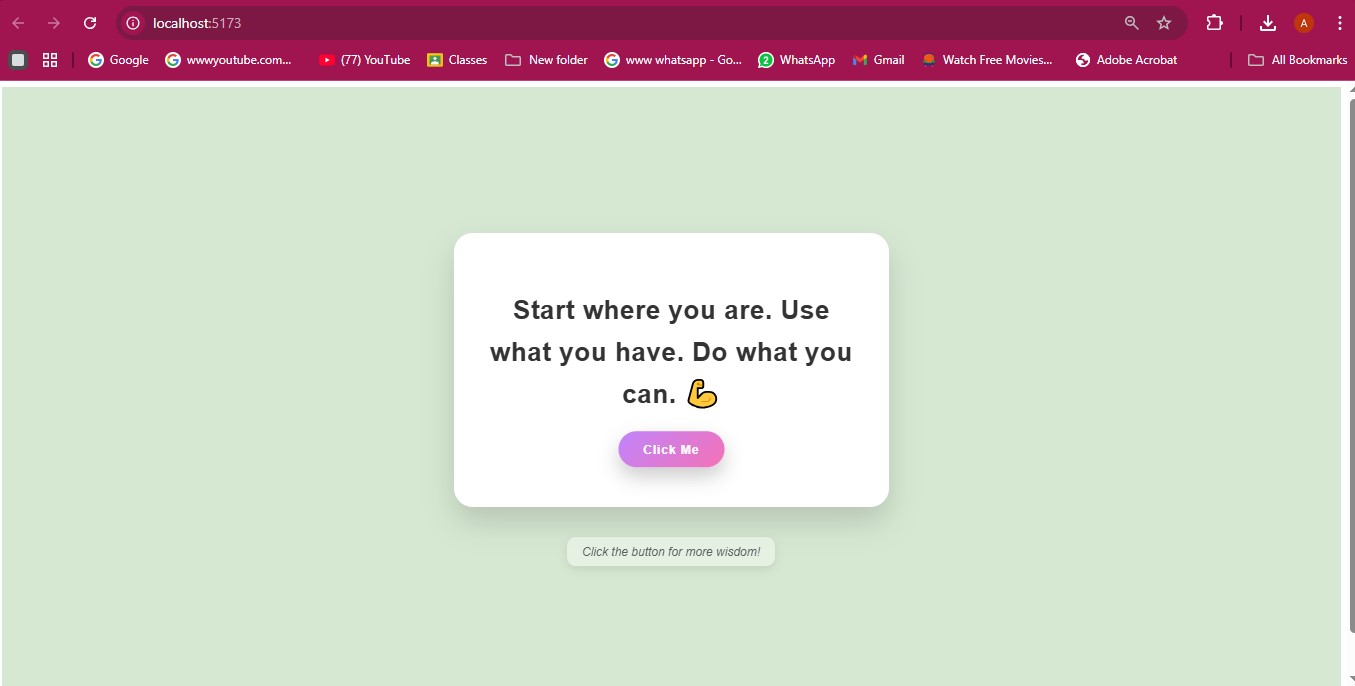 localhost:5173
A
Google
wwwyoutube.com...
(77) YouTube
Classes
New folder
www whatsapp - Go...
2
WhatsApp
Gmail
Watch Free Movies...
Adobe Acrobat
All Bookmarks
Start where you are. Use
what you have. Do what you
can. 💪
Click Me
Click the button for more wisdom!